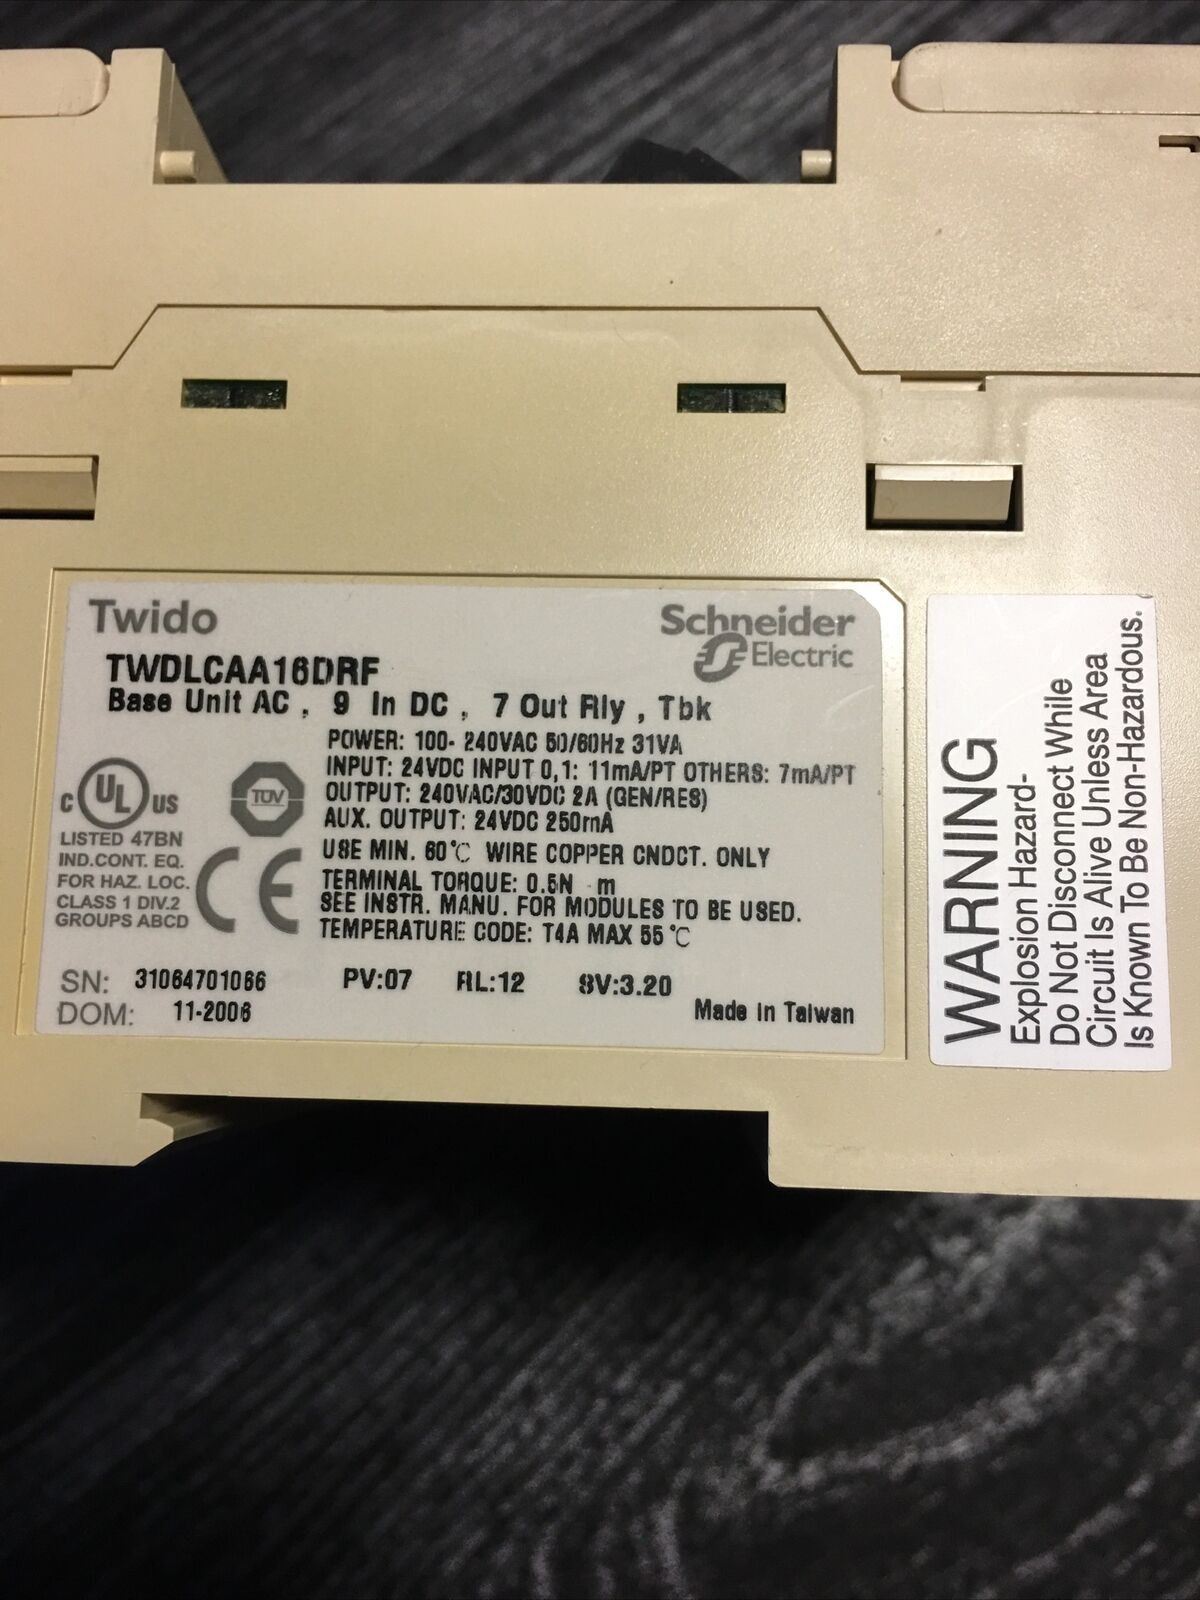 Twido
Schneider
Electric
TWDLCAA16DRF
Base Unit AC , 9 In DC , 7 Out Rly , Tbk
POWER: 100- 240VAC 50/60Hz 31VA
INPUT: 24VDC INPUT 0,1: 11mA/PT OTHERS: 7mA/PT
OUTPUT: 240VAC/30VDC 2A (GEN/RES)
AUX. OUTPUT: 24VDC 250mA
USE MIN. 60°C WIRE COPPER CNDCT. ONLY
TERMINAL TORQUE: 0.5N m
SEE INSTR. MANU. FOR MODULES TO BE USED.
TEMPERATURE CODE: T4A MAX 55°C
C UL US
TUV
LISTED 47BN
IND.CONT. EQ.
FOR HAZ. LOC.
CLASS 1 DIV.2
GROUPS ABCD
CE
SN: 31064701066 PV:07 RL:12 SV:3.20
DOM: 11-2006
Made in Taiwan
WARNING
Explosion Hazard-
Do Not Disconnect While
Circuit Is Alive Unless Area
Is Known To Be Non-Hazardous.